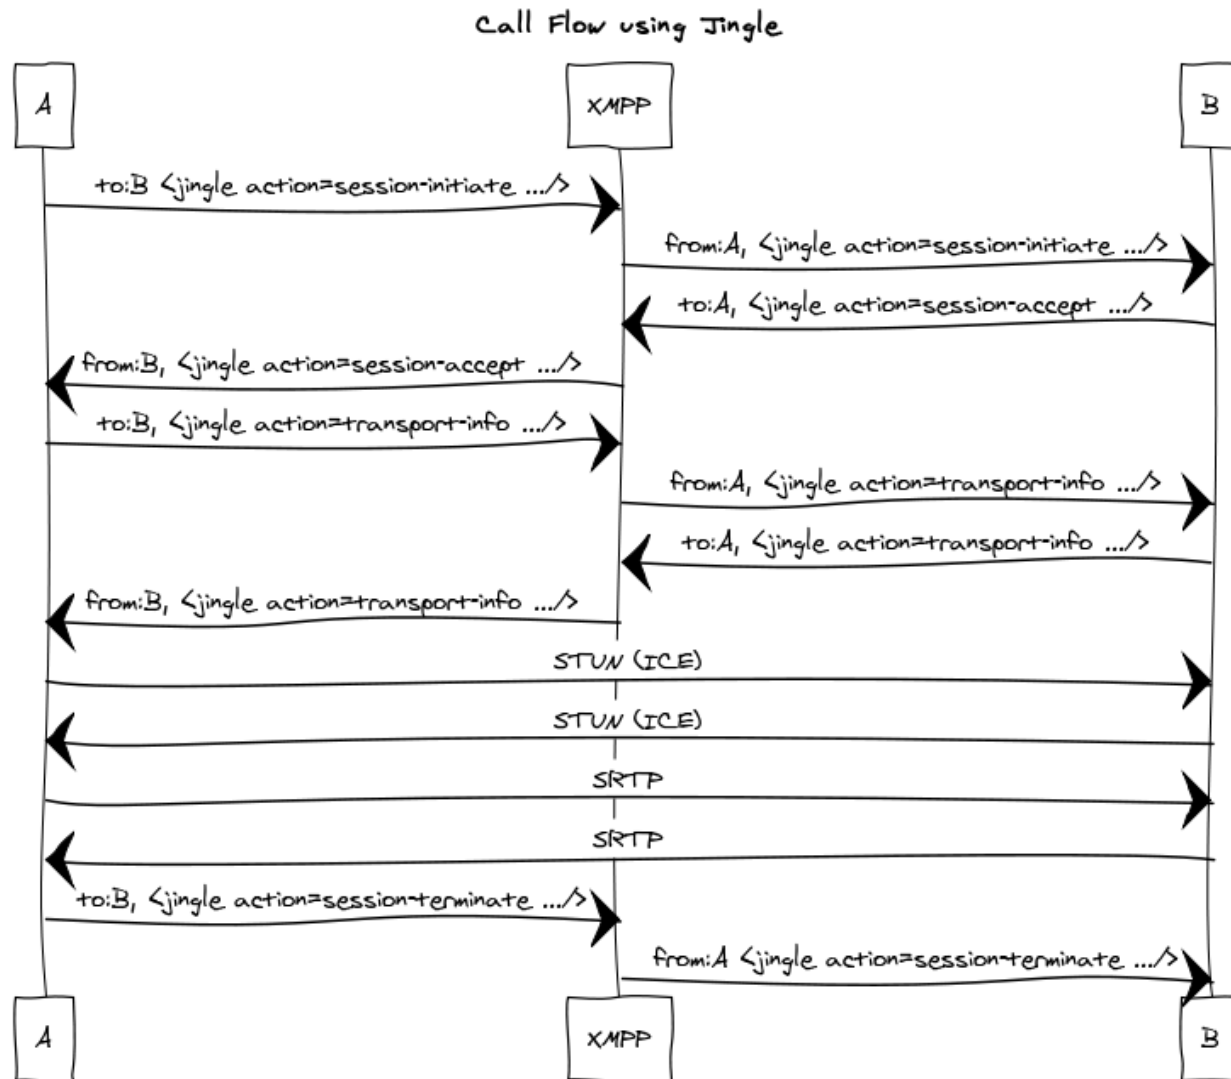 Call Flow using Jingle
A
XMPP
B
to:B <jingle action=session-initiate .../>
from:A, <jingle action=session-initiate .../>
to:A, <jingle action=session-accept .../>
from:B, <jingle action=session-accept .../>
to:B, <jingle action=transport-info .../>
from:A, <jingle action=transport-info .../>
to:A, <jingle action=transport-info .../>
from:B, <jingle action=transport-info .../>
STUN (ICE)
STUN (ICE)
SRTP
SRTP
to:B, <jingle action=session-terminate .../>
from:A <jingle action=session-terminate .../>
A
XMPP
B